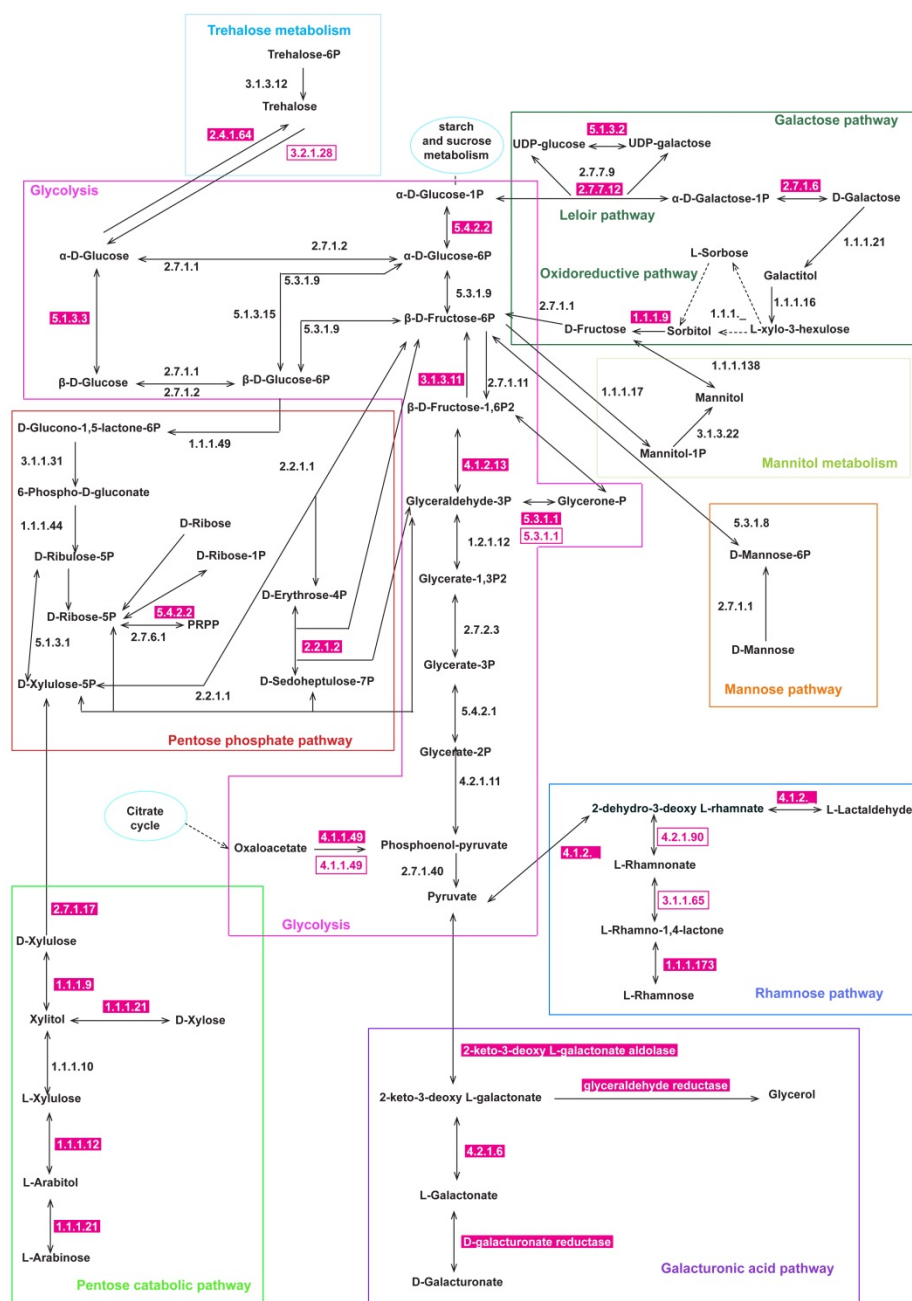 Trehalose metabolism
Trehalose-6P
3.1.3.12
Trehalose
2.4.1.64
3.2.1.28
starch
and sucrose
metabolism
Galactose pathway
5.1.3.2
UDP-glucose
UDP-galactose
2.7.7.9
2.7.7.12
Leloir pathway
α-D-Galactose-1P
2.7.1.6
D-Galactose
1.1.1.21
L-Sorbose
Oxidoreductive pathway
Galactitol
1.1.1.16
2.7.1.1
D-Fructose
1.1.1.9
Sorbitol
1.1.1._
L-xylo-3-hexulose
Glycolysis
α-D-Glucose-1P
5.4.2.2
α-D-Glucose
2.7.1.2
2.7.1.1
α-D-Glucose-6P
5.3.1.9
5.3.1.9
5.1.3.3
5.1.3.15
5.3.1.9
β-D-Fructose-6P
β-D-Glucose
2.7.1.1
2.7.1.2
β-D-Glucose-6P
3.1.3.11
2.7.1.11
β-D-Fructose-1,6P2
4.1.2.13
Glyceraldehyde-3P
Glycerone-P
5.3.1.1
5.3.1.1
1.2.1.12
Glycerate-1,3P2
2.7.2.3
Glycerate-3P
5.4.2.1
Glycerate-2P
4.2.1.11
Phosphoenol-pyruvate
2.7.1.40
Pyruvate
Citrate
cycle
Oxaloacetate
4.1.1.49
4.1.1.49
Glycolysis
1.1.1.138
1.1.1.17
Mannitol
3.1.3.22
Mannitol-1P
Mannitol metabolism
5.3.1.8
D-Mannose-6P
2.7.1.1
D-Mannose
Mannose pathway
D-Glucono-1,5-lactone-6P
1.1.1.49
3.1.1.31
6-Phospho-D-gluconate
1.1.1.44
D-Ribulose-5P
D-Ribose
D-Ribose-1P
D-Ribose-5P
5.4.2.2
PRPP
2.7.6.1
5.1.3.1
D-Xylulose-5P
2.2.1.1
2.2.1.1
D-Erythrose-4P
2.2.1.2
D-Sedoheptulose-7P
Pentose phosphate pathway
2-dehydro-3-deoxy L-rhamnate
4.1.2._
L-Lactaldehyde
4.1.2._
4.2.1.90
L-Rhamnonate
3.1.1.65
L-Rhamno-1,4-lactone
1.1.1.173
L-Rhamnose
Rhamnose pathway
2.7.1.17
D-Xylulose
1.1.1.9
1.1.1.21
Xylitol
D-Xylose
1.1.1.10
L-Xylulose
1.1.1.12
L-Arabitol
1.1.1.21
L-Arabinose
Pentose catabolic pathway
2-keto-3-deoxy L-galactonate aldolase
2-keto-3-deoxy L-galactonate
glyceraldehyde reductase
Glycerol
4.2.1.6
L-Galactonate
D-galacturonate reductase
D-Galacturonate
Galacturonic acid pathway